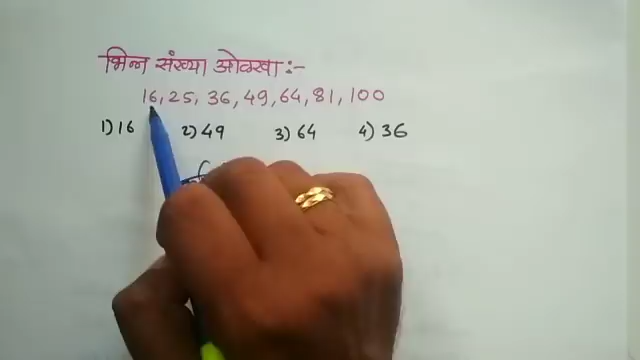 भिन्न संख्या ओळखा :-
16, 25, 36, 49, 64, 81, 100
1) 16 2) 49 3) 64 4) 36